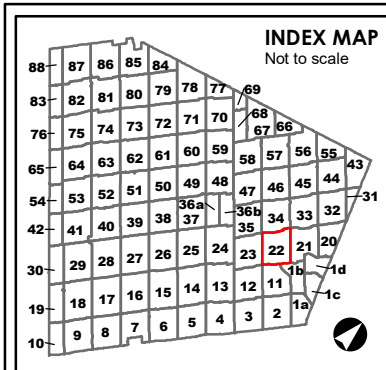 INDEX MAP
Not to scale
88 87 86 85 84
83 82 81 80 79 78 77 69
76 75 74 73 72 71 70 68 67 66
65 64 63 62 61 60 59 58 57 56 55 43
54 53 52 51 50 49 48 47 46 45 44 31
42 41 40 39 38 37 36a 36b 35 34 33 32
30 29 28 27 26 25 24 23 22 21 20
19 18 17 16 15 14 13 12 11 1b 1d
10 9 8 7 6 5 4 3 2 1a 1c